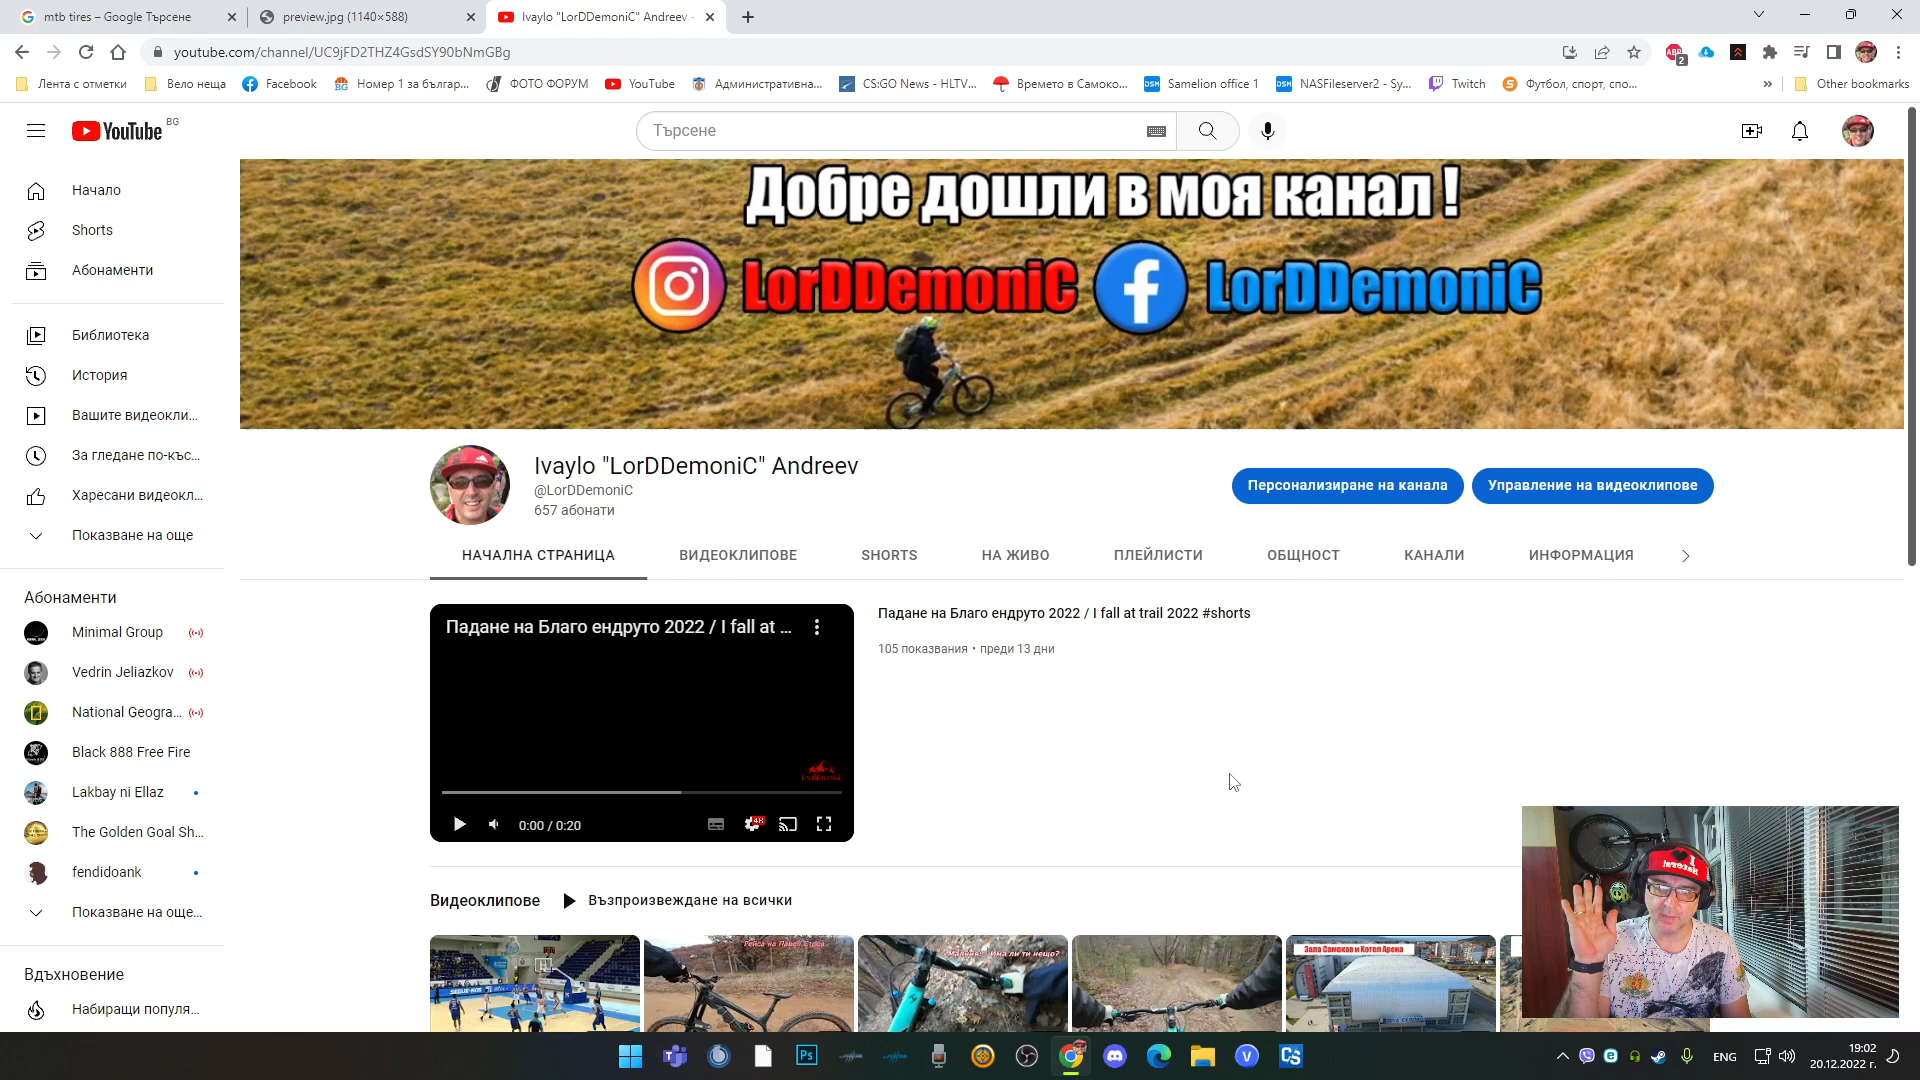 mtb tires – Google Търсене
preview.jpg (1140×588)
Ivaylo "LorDDemoniC" Andreev -
youtube.com/channel/UC9jFD2THZ4GsdSY90bNmGBg
2
Лента с отметки
Вело неща
Facebook
Номер 1 за българ...
ФОТО ФОРУМ
YouTube
Административна...
CS:GO News - HLTV...
Времето в Самоко...
Samelion office 1
NASFileserver2 - Sy...
Twitch
Футбол, спорт, спо...
Other bookmarks
YouTube BG
Търсене
Начало
Shorts
Абонаменти
Библиотека
История
Вашите видеокли...
За гледане по-къс...
Харесани видеокл...
Показване на още
Абонаменти
Minimal Group
Vedrin Jeliazkov
National Geogra...
Black 888 Free Fire
Lakbay ni Ellaz
The Golden Goal Sh...
fendidoank
Показване на още...
Вдъхновение
Набиращи популя...
Добре дошли в моя канал !
LorDDemoniC
LorDDemoniC
Ivaylo "LorDDemoniC" Andreev
@LorDDemoniC
657 абонати
Персонализиране на канала
Управление на видеоклипове
НАЧАЛНА СТРАНИЦА
ВИДЕОКЛИПОВЕ
SHORTS
НА ЖИВО
ПЛЕЙЛИСТИ
ОБЩНОСТ
КАНАЛИ
ИНФОРМАЦИЯ
Падане на Благо ендруто 2022 / I fall at ...
LorDDemoniC
0:00 / 0:20
4K
Падане на Благо ендруто 2022 / I fall at trail 2022 #shorts
105 показвания • преди 13 дни
Видеоклипове
Възпроизвеждане на всички
Зала Самоков и Хотел Арена
ENG
19:02
20.12.2022 г.